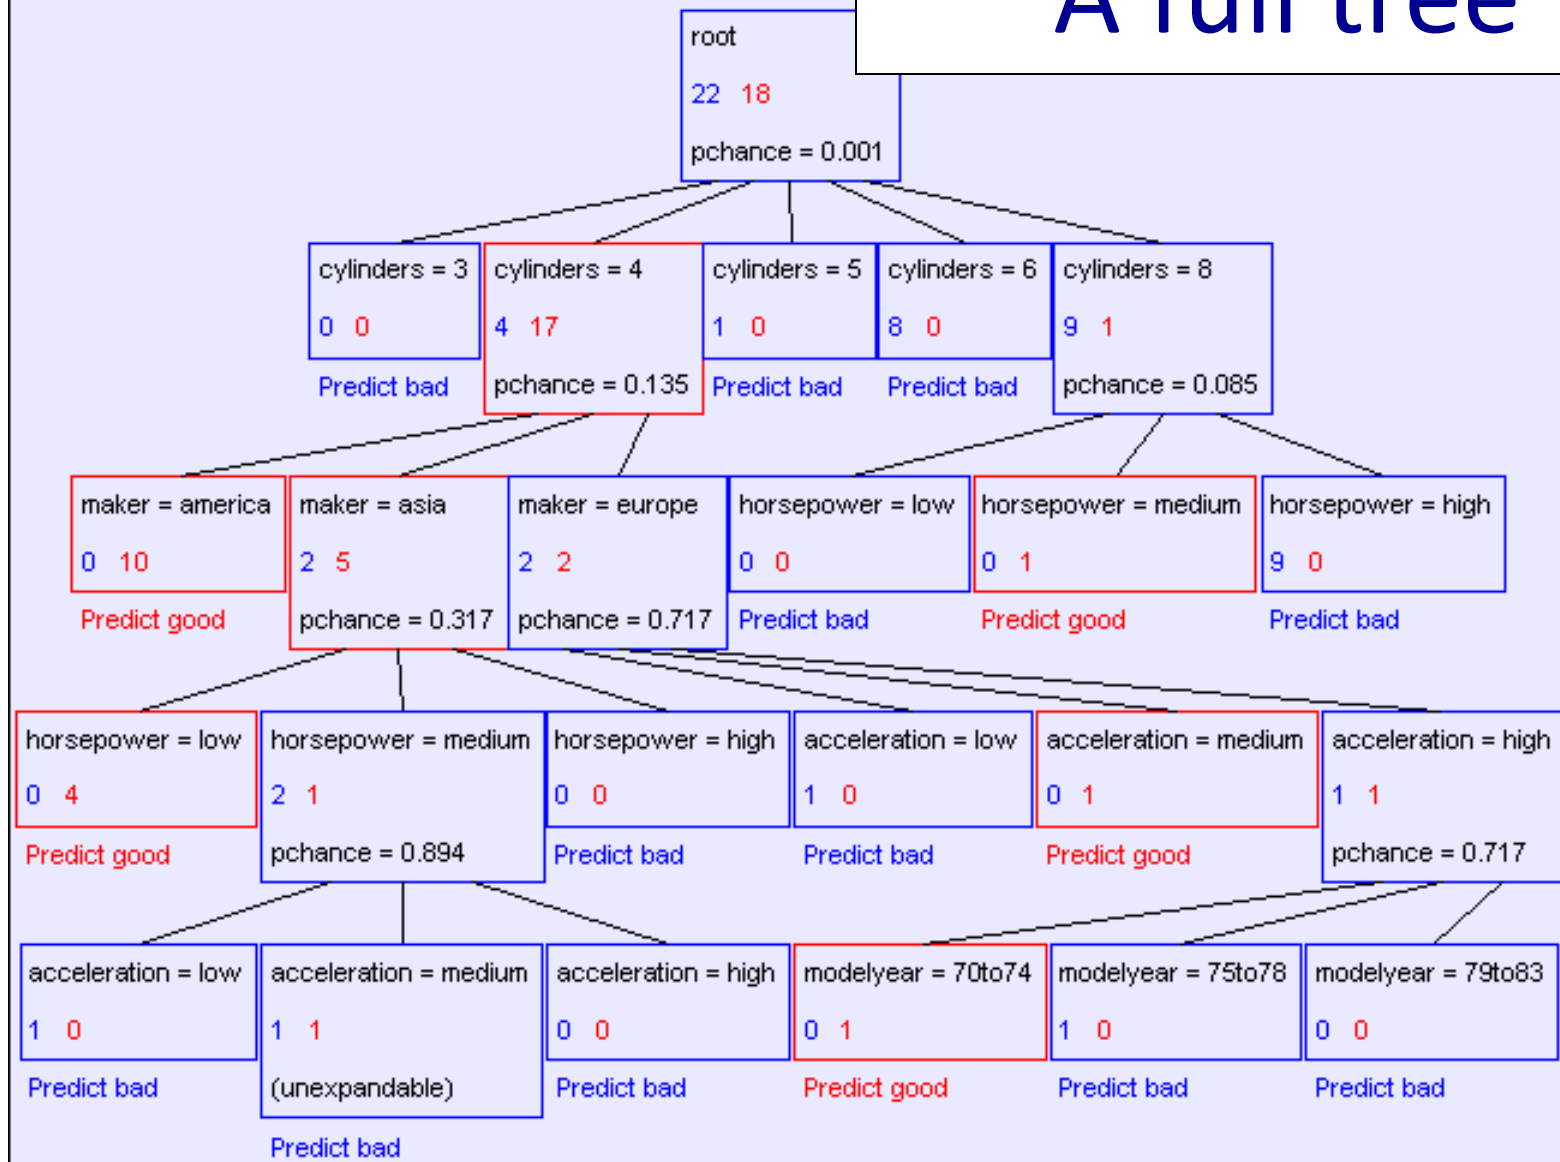 A full tree
root
22 18
pchance = 0.001
cylinders = 3 cylinders = 4 cylinders = 5 cylinders = 6 cylinders = 8
0 0 4 17 1 0 8 0 9 1
Predict bad pchance = 0.135 Predict bad Predict bad pchance = 0.085
maker = america maker = asia maker = europe horsepower = low horsepower = medium horsepower = high
0 10 2 5 2 2 0 0 0 1 9 0
Predict good pchance = 0.317 pchance = 0.717 Predict bad Predict good Predict bad
horsepower = low horsepower = medium horsepower = high acceleration = low acceleration = medium acceleration = high
0 4 2 1 0 0 1 0 0 1 1 1
Predict good pchance = 0.894 Predict bad Predict bad Predict good pchance = 0.717
acceleration = low acceleration = medium acceleration = high modelyear = 70to74 modelyear = 75to78 modelyear = 79to83
1 0 1 1 0 0 0 1 1 0 0 0
Predict bad (unexpandable) Predict bad Predict good Predict bad Predict bad
Predict bad